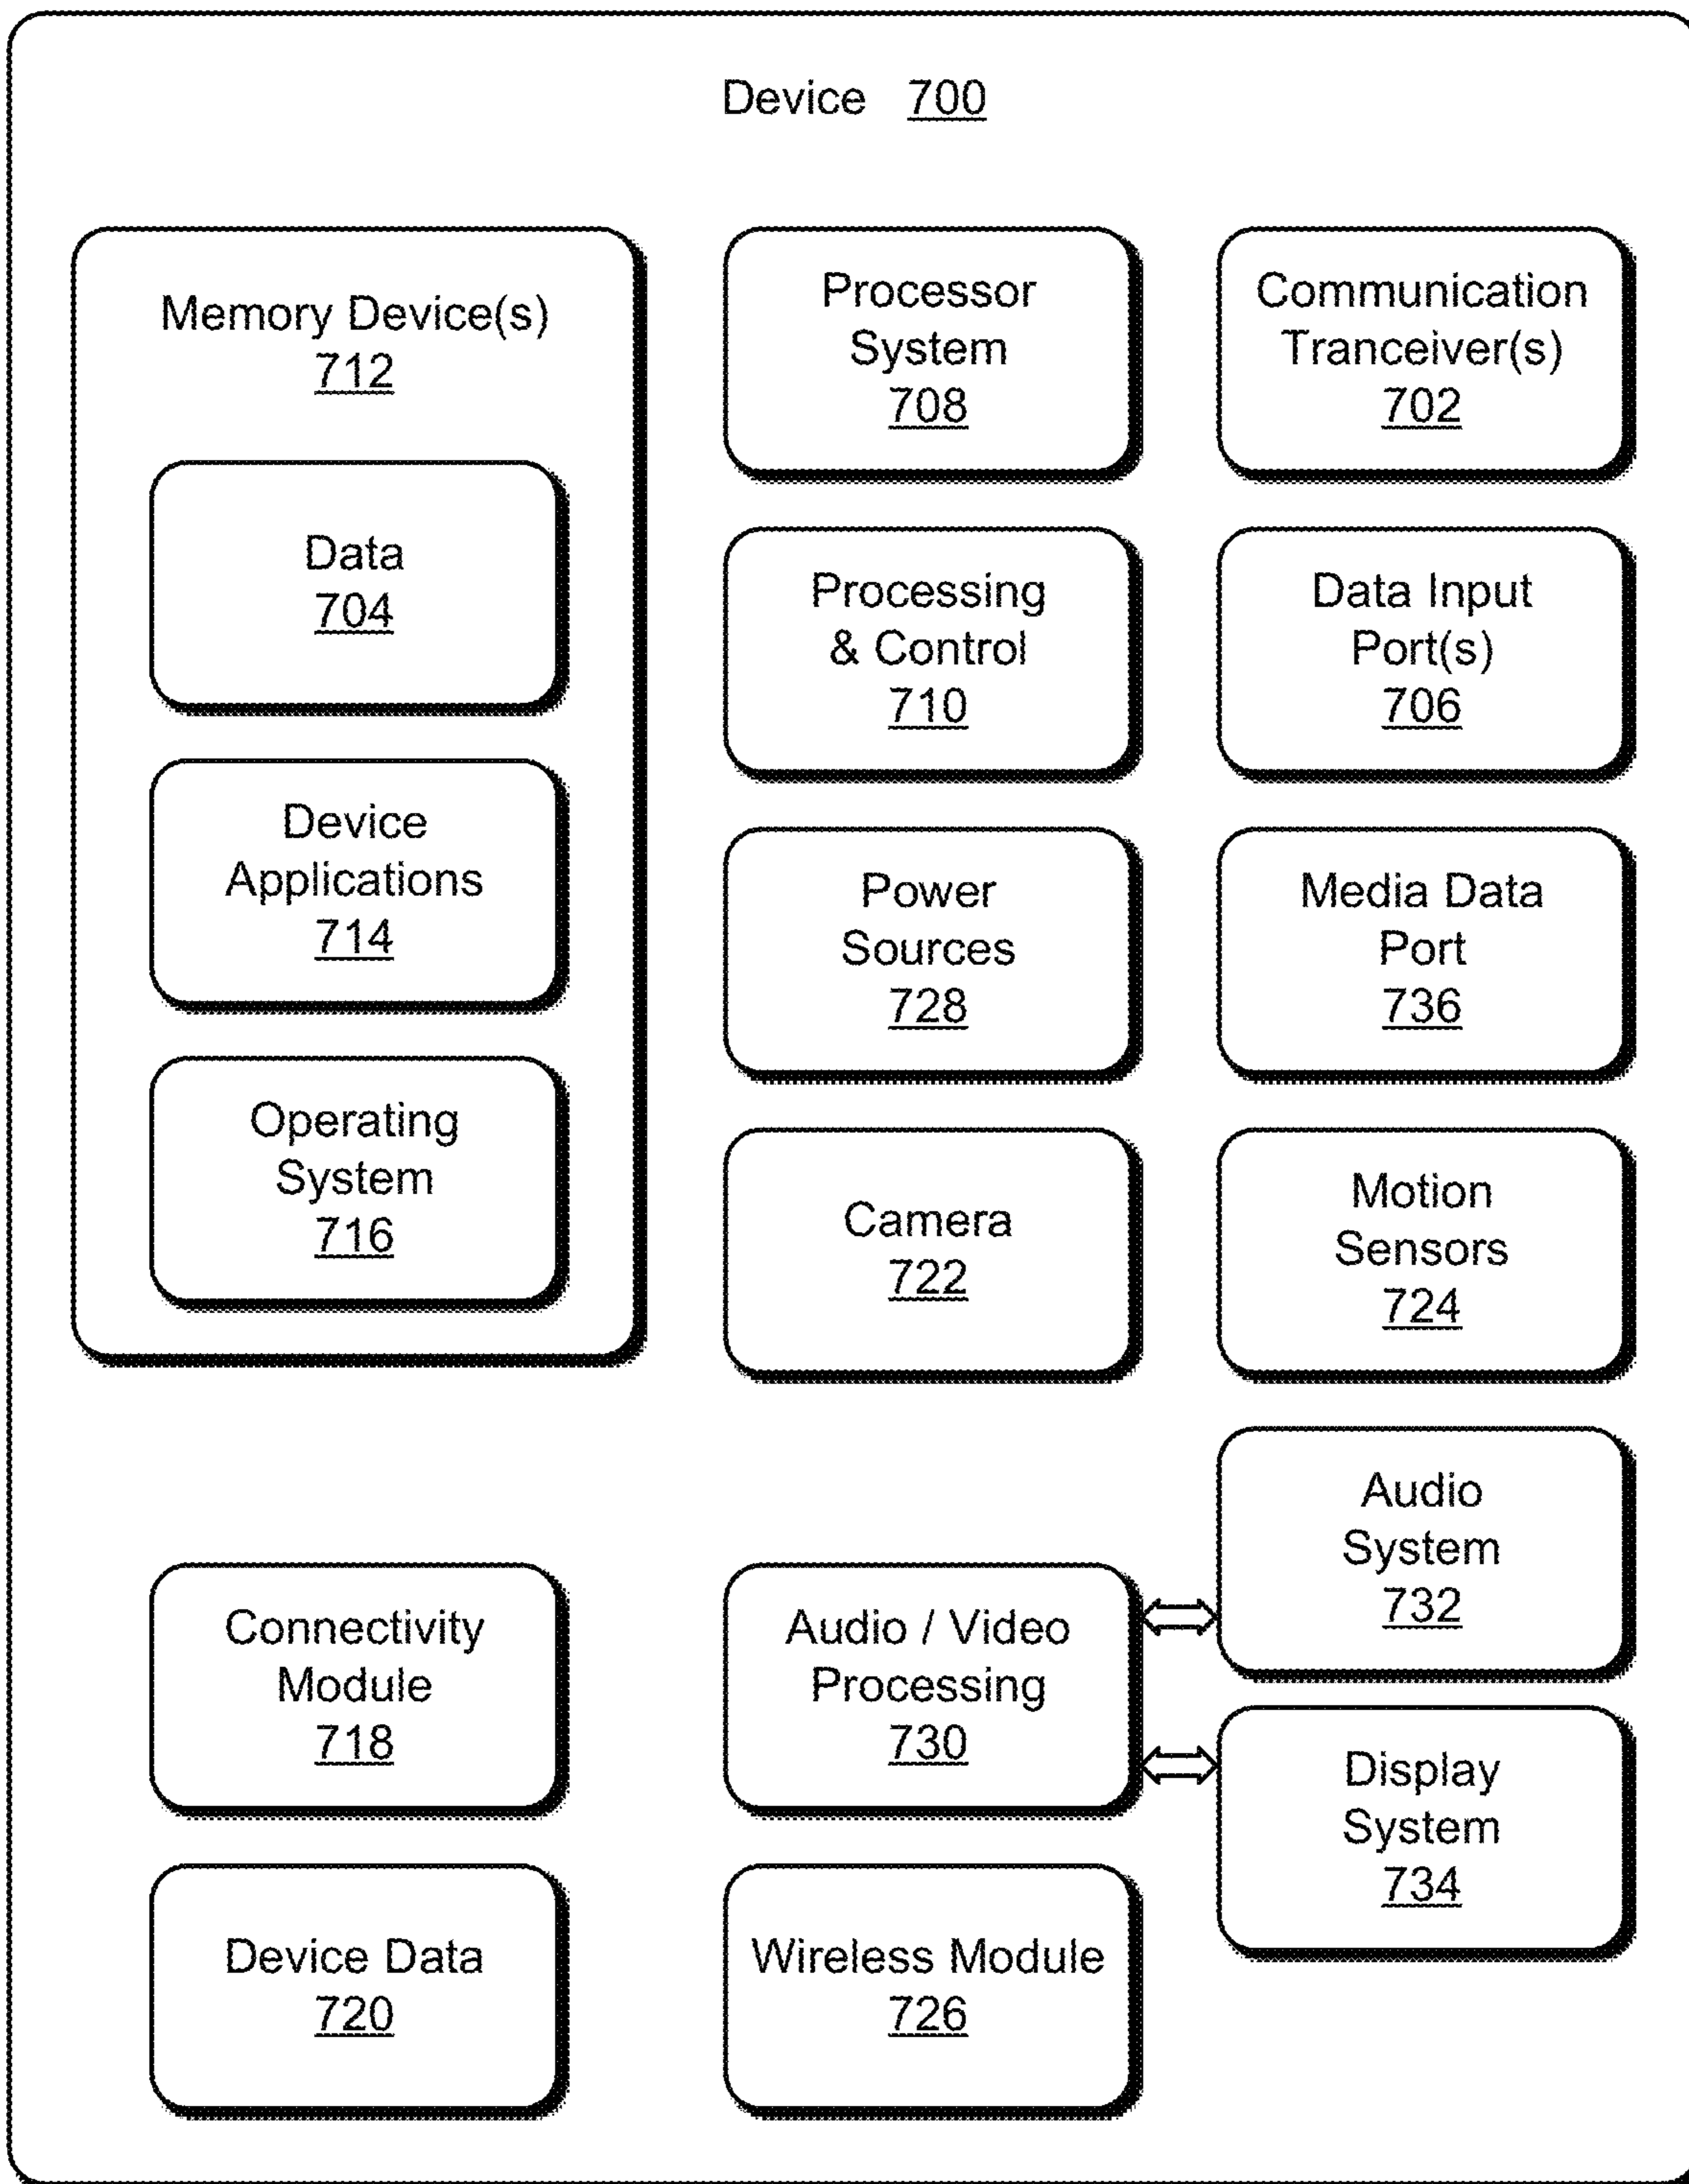 Device 700
Memory Device(s)
712
Data
704
Device
Applications
714
Operating
System
716
Processor
System
708
Communication
Tranceiver(s)
702
Processing
& Control
710
Data Input
Port(s)
706
Power
Sources
728
Media Data
Port
736
Camera
722
Motion
Sensors
724
Connectivity
Module
718
Audio / Video
Processing
730
Audio
System
732
Display
System
734
Device Data
720
Wireless Module
726